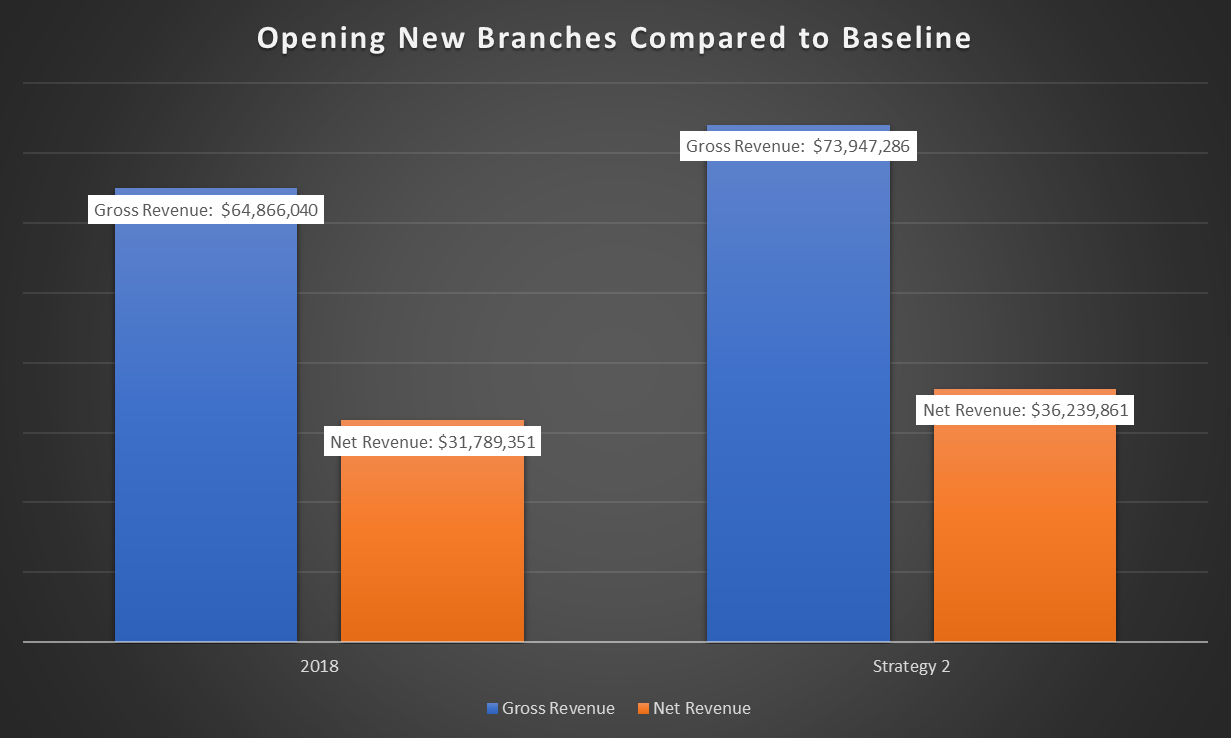 Opening New Branches Compared to Baseline
Gross Revenue:  $73,947,286
Gross Revenue:  $64,866,040
Net Revenue: $36,239,861
Net Revenue: $31,789,351
2018
Strategy 2
Gross Revenue
Net Revenue